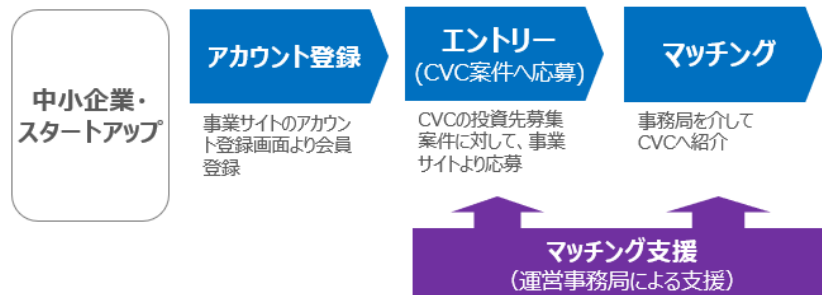 中小企業・
スタートアップ
アカウント登録
事業サイトのアカウン
ト登録画面より会員
登録
エントリー
(CVC案件へ応募)
CVCの投資先募集
案件に対して、事業
サイトより応募
マッチング
事務局を介して
CVCへ紹介
マッチング支援
（運営事務局による支援）